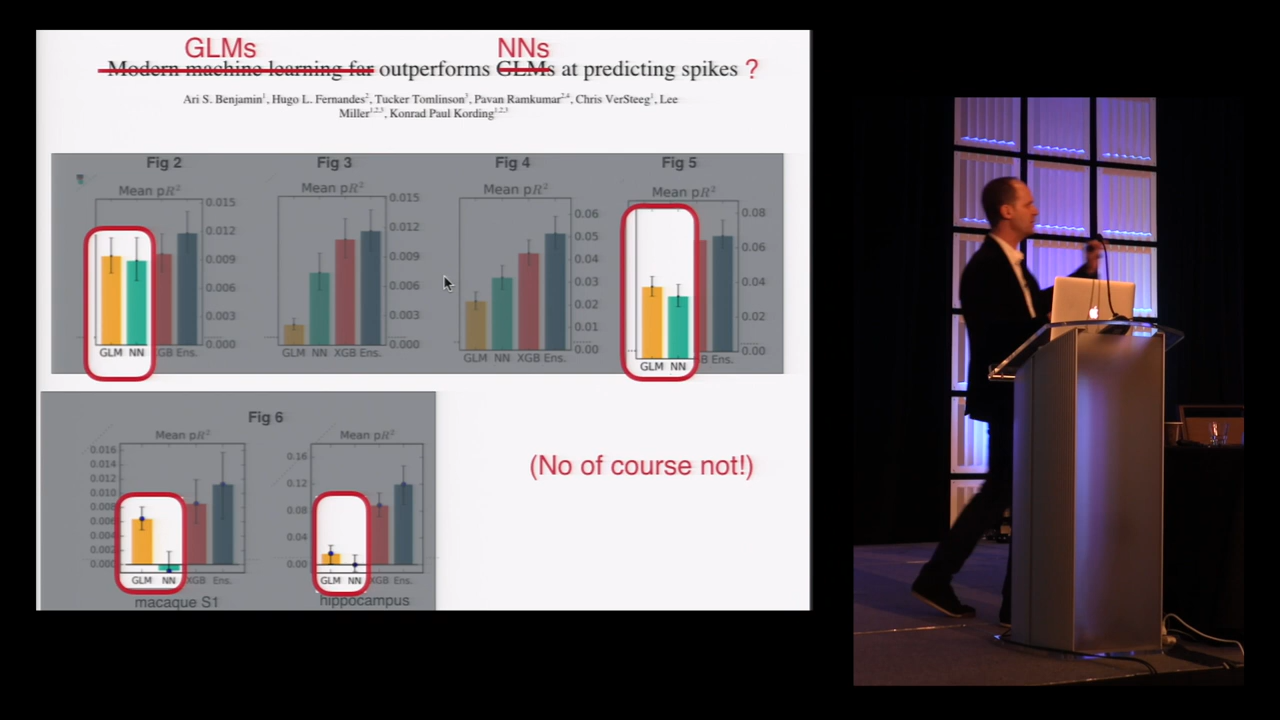 GLMs NNs
Modern machine learning far outperforms GLMs at predicting spikes ?
Ari S. Benjamin1, Hugo L. Fernandes2, Tucker Tomlinson3, Pavan Ramkumar2,4, Chris VerSteeg1, Lee
Miller1,2,3, Konrad Paul Kording1,2,3
Fig 2 Fig 3 Fig 4 Fig 5
Mean pR2 Mean pR2 Mean pR2 Mean pR2
0.015
0.012
0.009
0.006
0.003
0.000
GLM NN XGB Ens.
0.015
0.012
0.009
0.006
0.003
0.000
GLM NN XGB Ens.
0.06
0.05
0.04
0.03
0.02
0.01
0.00
GLM NN XGB Ens.
0.08
0.06
0.04
0.02
0.00
GLM NN B Ens.
Fig 6
Mean pR2 Mean pR2
0.016
0.014
0.012
0.010
0.008
0.006
0.004
0.002
0.000
GLM NN XGB Ens.
macaque S1
0.16
0.12
0.04
0.00
GLM NN XGB Ens.
hippocampus
(No of course not!)